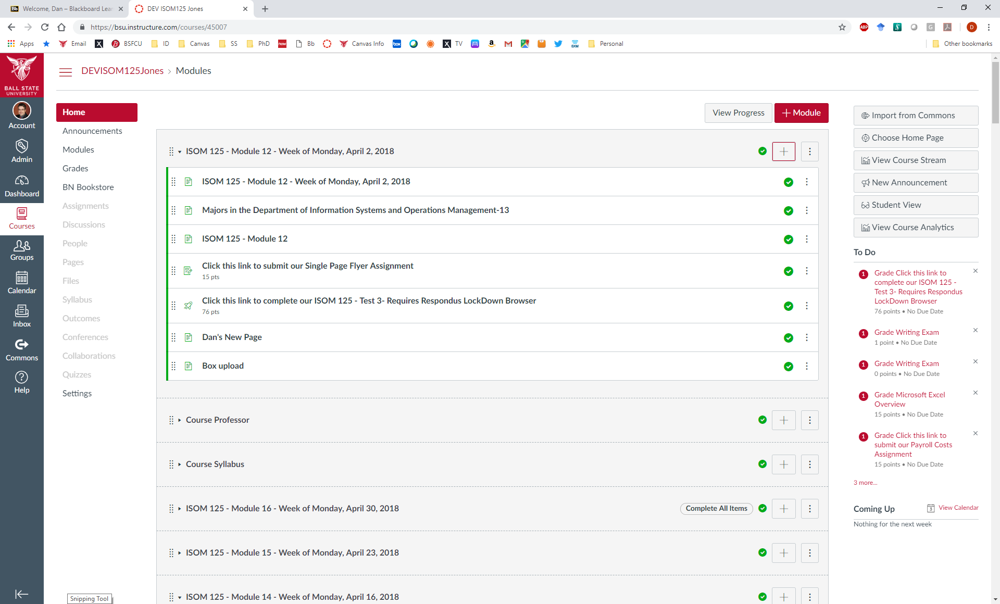 Welcome, Dan – Blackboard Lear
DEV ISOM125 Jones
https://bsu.instructure.com/courses/45007
Apps
Email
BSFCU
ID
Canvas
SS
PhD
Bb
Canvas Info
TV
Personal
Other bookmarks
BALL STATE
UNIVERSITY
Account
Admin
Dashboard
Courses
Groups
Calendar
Inbox
Commons
Help
DEVISOM125Jones › Modules
Home
Announcements
Modules
Grades
BN Bookstore
Assignments
Discussions
People
Pages
Files
Syllabus
Outcomes
Conferences
Collaborations
Quizzes
Settings
View Progress
+ Module
ISOM 125 - Module 12 - Week of Monday, April 2, 2018
ISOM 125 - Module 12 - Week of Monday, April 2, 2018
Majors in the Department of Information Systems and Operations Management-13
ISOM 125 - Module 12
Click this link to submit our Single Page Flyer Assignment
15 pts
Click this link to complete our ISOM 125 - Test 3- Requires Respondus LockDown Browser
76 pts
Dan's New Page
Box upload
Course Professor
Course Syllabus
ISOM 125 - Module 16 - Week of Monday, April 30, 2018
Complete All Items
ISOM 125 - Module 15 - Week of Monday, April 23, 2018
ISOM 125 - Module 14 - Week of Monday, April 16, 2018
Import from Commons
Choose Home Page
View Course Stream
New Announcement
Student View
View Course Analytics
To Do
1
Grade Click this link to
complete our ISOM 125 -
Test 3- Requires Respondus
LockDown Browser
76 points • No Due Date
1
Grade Writing Exam
1 point • No Due Date
1
Grade Writing Exam
0 points • No Due Date
1
Grade Microsoft Excel
Overview
15 points • No Due Date
1
Grade Click this link to
submit our Payroll Costs
Assignment
15 points • No Due Date
3 more...
Coming Up
3
View Calendar
Nothing for the next week
Snipping Tool